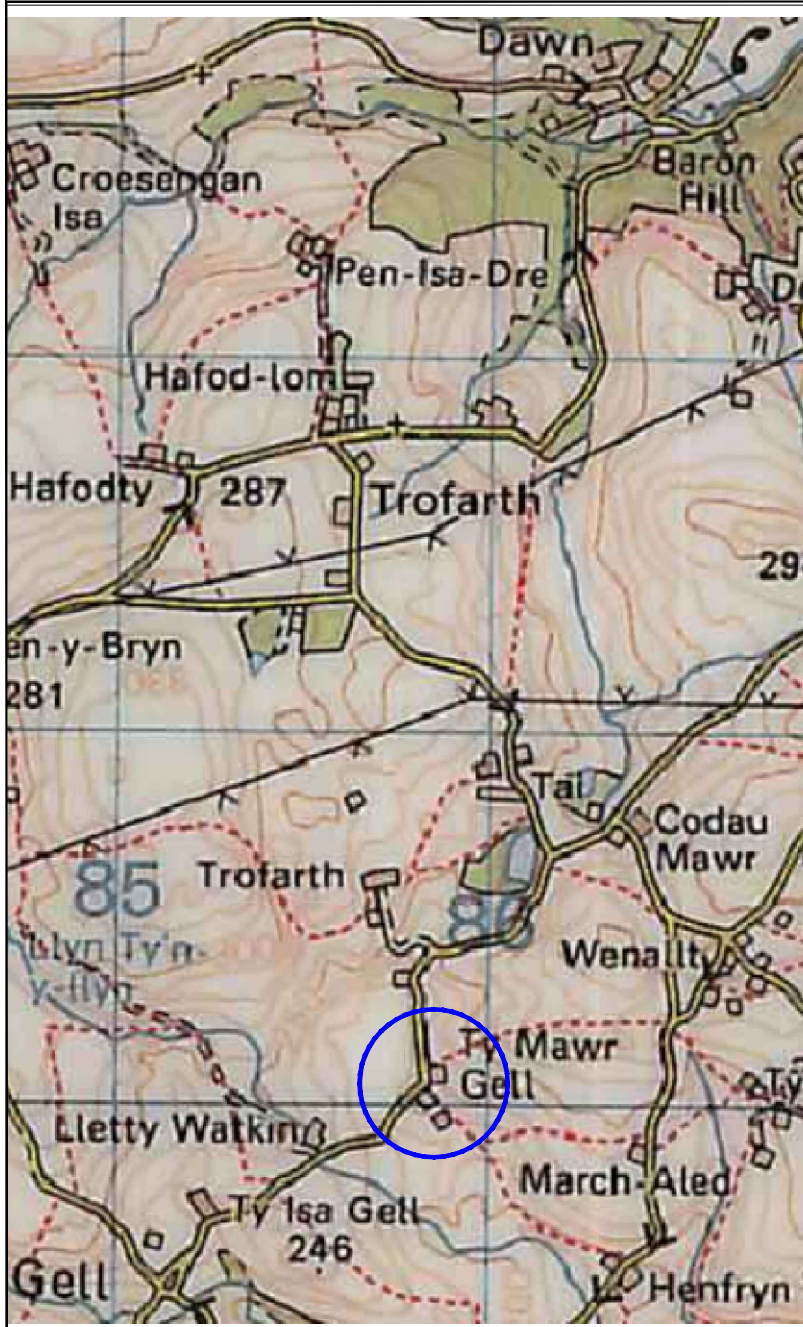 Dawn
Croesengan
Isa
Baron
Hill
Pen-Isa-Dre
Hafod-lom
Hafodty
287
Trofarth
29
en-y-Bryn
281
Tai
Codau
Mawr
Trofarth
85
86
Llyn Ty'n-
y-llyn
Wenallt
Ty Mawr
Gell
Ty
Lletty Watkin
March-Aled
Ty Isa Gell
246
Gell
Henfryn